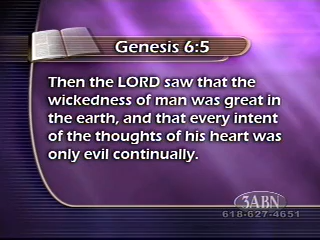 Genesis 6:5
Then the LORD saw that the
wickedness of man was great in
the earth, and that every intent
of the thoughts of his heart was
only evil continually.
3ABN
618-627-4651